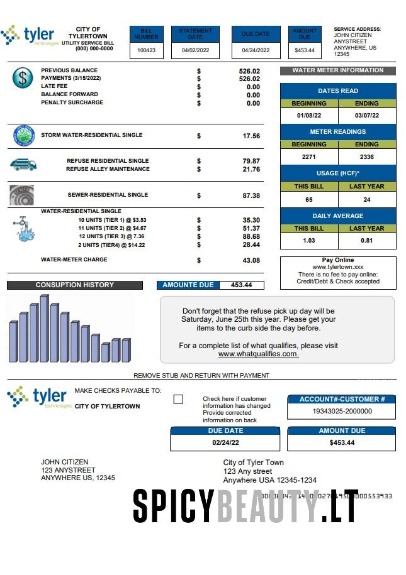 tyler
technologies
CITY OF
TYLERTOWN
UTILITY SERVICE BILL
(000) 000-0000
BILL
NUMBER
100423
STATEMENT
DATE
04/02/2022
DUE DATE
04/24/2022
AMOUNT
DUE
$453.44
SERVICE ADDRESS:
JOHN CITIZEN
ANYSTREET
ANYWHERE, US
12345
PREVIOUS BALANCE $ 526.02
PAYMENTS (3/15/2022) $ 526.02
LATE FEE $ 0.00
BALANCE FORWARD $ 0.00
PENALTY SURCHARGE $ 0.00
STORM WATER-RESIDENTIAL SINGLE $ 17.56
REFUSE RESIDENTIAL SINGLE $ 79.87
REFUSE ALLEY MAINTENANCE $ 21.76
SEWER-RESIDENTIAL SINGLE $ 87.38
WATER-RESIDENTIAL SINGLE
10 UNITS (TIER 1) @ $3.53 $ 35.30
11 UNITS (TIER 2) @ $4.67 $ 51.37
12 UNITS (TIER 3) @ 7.36 $ 88.68
2 UNITS (TIER4) @ $14.22 $ 28.44
WATER-METER CHARGE $ 43.08
WATER METER INFORMATION
DATES READ
BEGINNING ENDING
01/08/22 03/07/22
METER READINGS
BEGINNING ENDING
2271 2336
USAGE (HCF)*
THIS BILL LAST YEAR
65 24
DAILY AVERAGE
THIS BILL LAST YEAR
1.03 0.81
Pay Online
www.tylertown.xxx
There is no fee to pay online:
Credit/Debt & Check accepted
CONSUPTION HISTORY
AMOUNTE DUE 453.44
Don't forget that the refuse pick up day will be
Saturday, June 25th this year. Please get your
items to the curb side the day before.
For a complete list of what qualifies, please visit
www.whatqualifies.com
REMOVE STUB AND RETURN WITH PAYMENT
tyler
technologies
MAKE CHECKS PAYABLE TO:
CITY OF TYLERTOWN
Check here if customer
information has changed
Provide corrected
information on back
ACCOUNT#-CUSTOMER #
19343025-2000000
DUE DATE
02/24/22
AMOUNT DUE
$453.44
JOHN CITIZEN
123 ANYSTREET
ANYWHERE US, 12345
City of Tyler Town
123 Any street
Anywhere USA 12345-1234
SPICYBEAUTY.LT